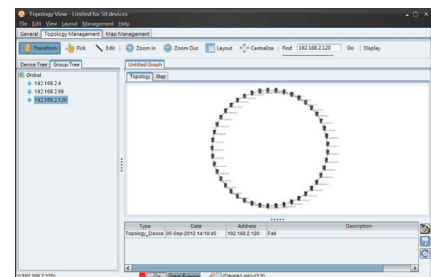 Topology View - Limited for 50 devices
File Edit View Layout Management Help
General Topology Management Map Management
Transform Pick Edit Zoom In Zoom Out Layout Centralize Find 192.168.2.120 Go Display
Device Tree Group Tree
Untitled Graph
Global
Topology Map
192.168.2.4
192.168.2.66
192.168.2.120
Type Date Address Description
Topology_Device 05-Sep-2012 14:18:45 192.168.2.120 Fail